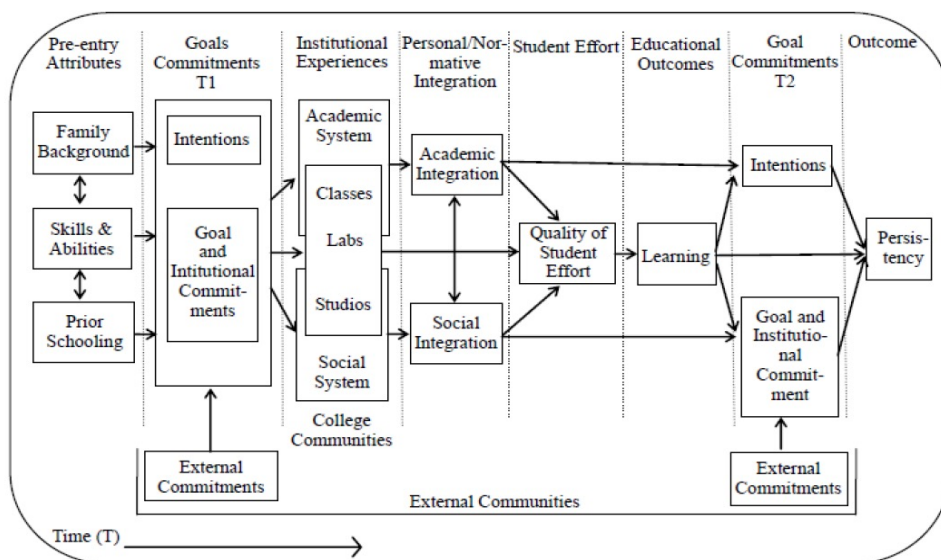 Pre-entry
Attributes
Goals
Commitments
T1
Institutional
Experiences
Personal/Nor-
mative
Integration
Student Effort
Educational
Outcomes
Goal
Commitments
T2
Outcome
Family
Background
Skills &
Abilities
Prior
Schooling
Intentions
Goal
and
Intitutional
Commit-
ments
Academic
System
Classes
Labs
Studios
Social
System
College
Communities
Academic
Integration
Social
Integration
Quality of
Student
Effort
Learning
Intentions
Goal and
Institutio-
nal
Commit-
ment
Persis-
tency
External
Commitments
External Communities
External
Commitments
Time (T)